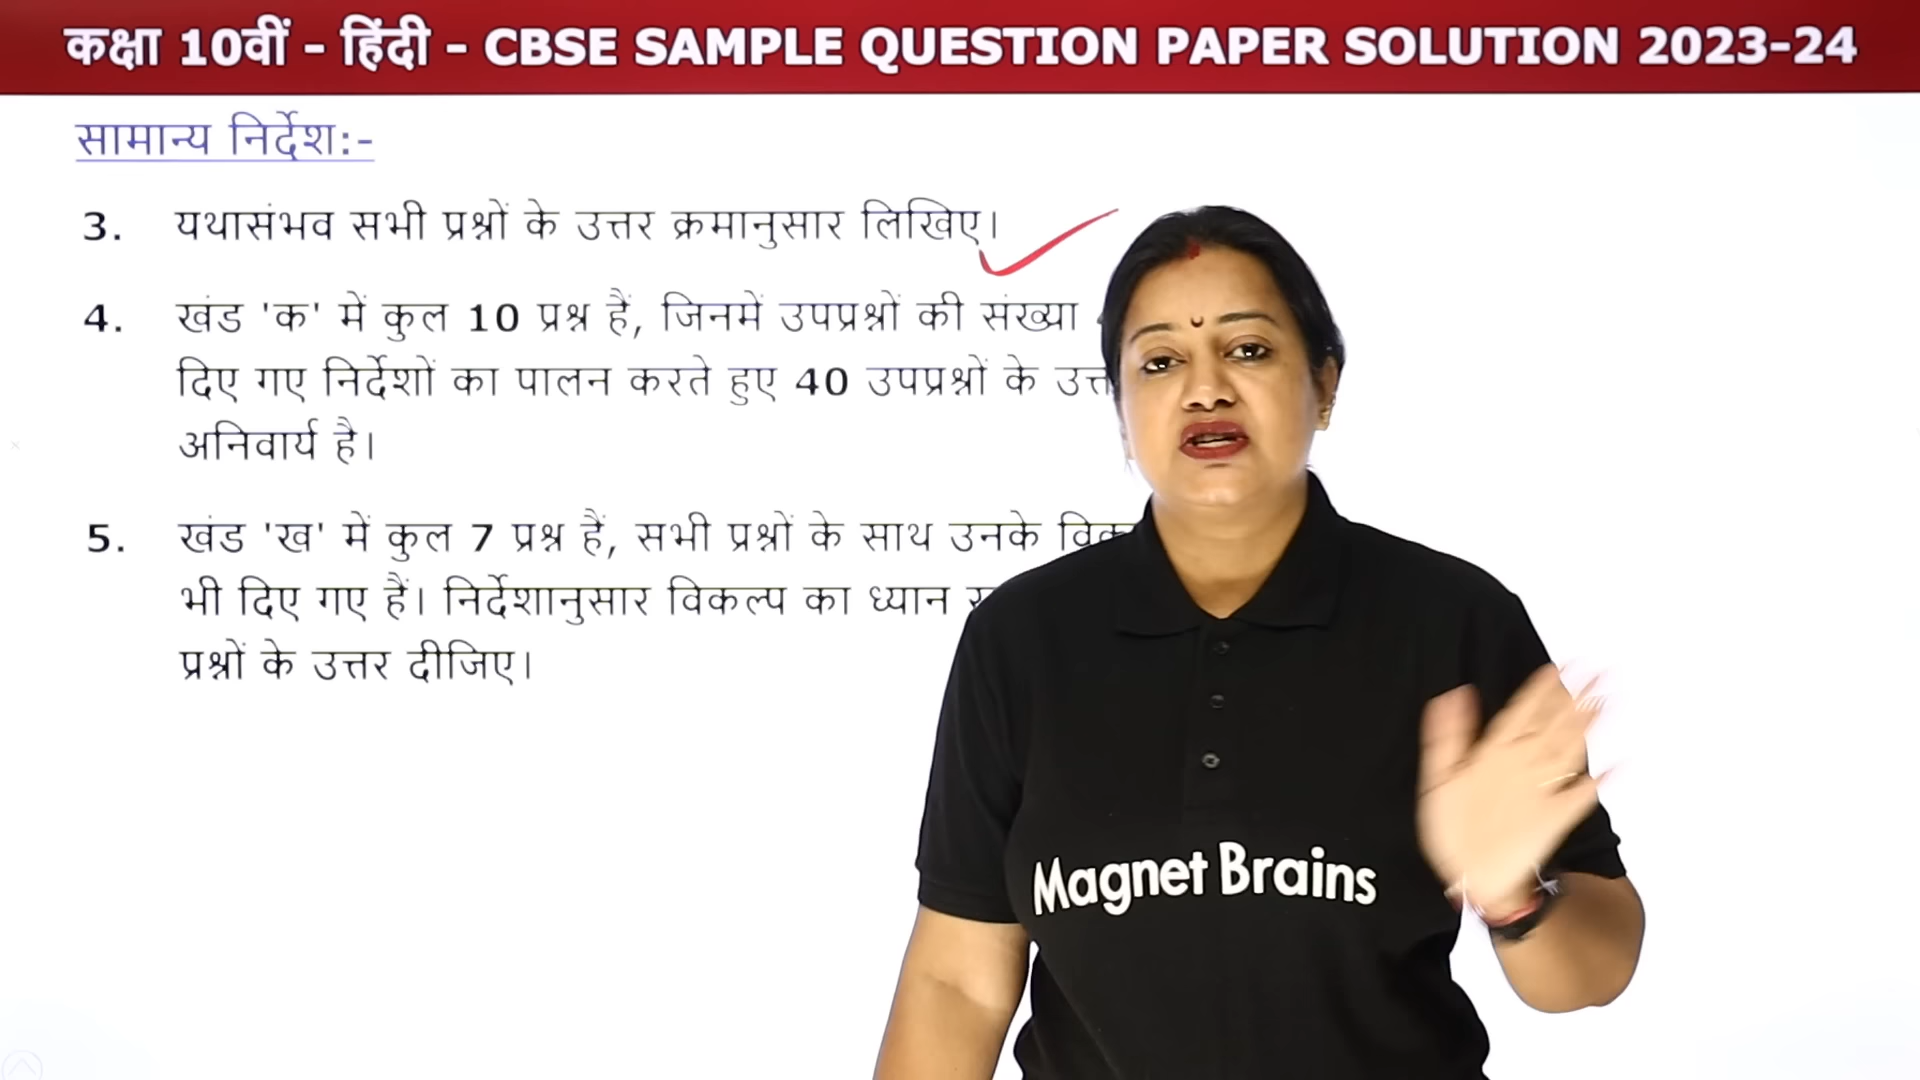 कक्षा 10वीं - हिंदी - CBSE SAMPLE QUESTION PAPER SOLUTION 2023-24
सामान्य निर्देश:-
3. यथासंभव सभी प्रश्नों के उत्तर क्रमानुसार लिखिए।
4. खंड 'क' में कुल 10 प्रश्न हैं, जिनमें उपप्रश्नों की संख्या
दिए गए निर्देशों का पालन करते हुए 40 उपप्रश्नों के
अनिवार्य है।
5. खंड 'ख' में कुल 7 प्रश्न हैं, सभी प्रश्नों के साथ उनके
भी दिए गए हैं। निर्देशानुसार विकल्प का ध्यान
प्रश्नों के उत्तर दीजिए।
Magnet Brains